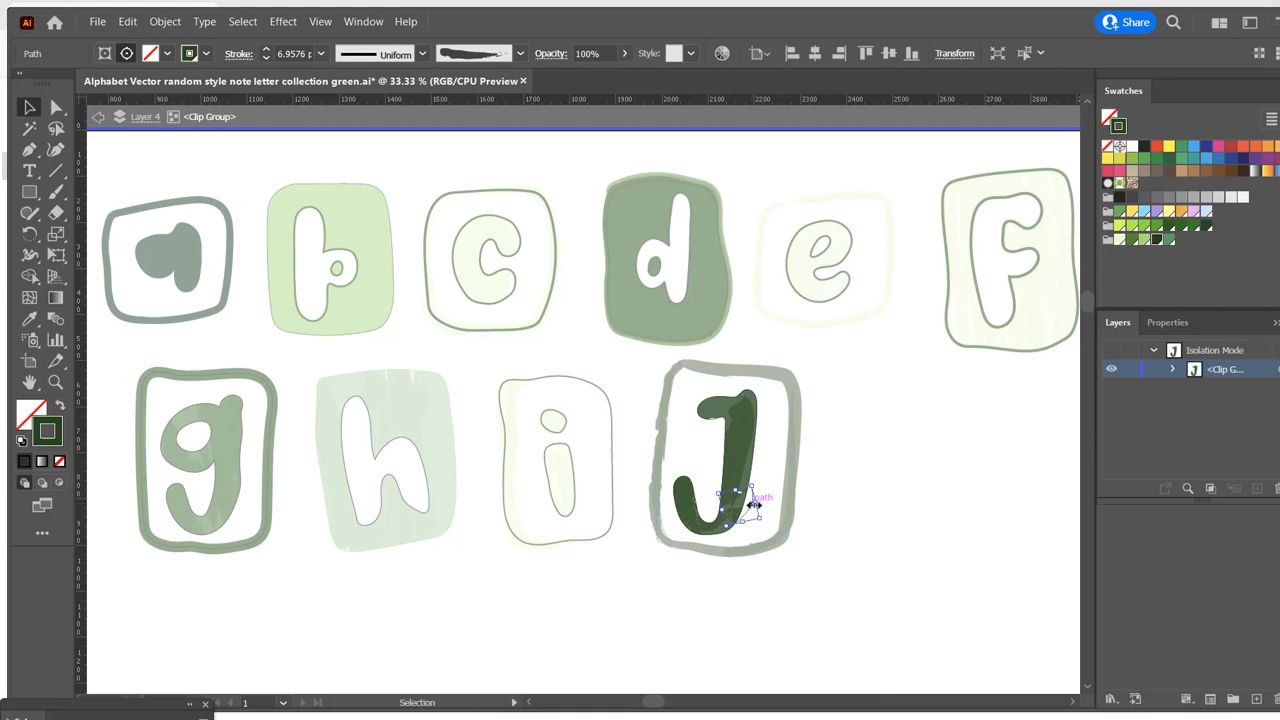 Ai File Edit Object Type Select Effect View Window Help Share
Path Stroke: 6.9576 p Uniform Opacity: 100% Style: Transform
Alphabet Vector random style note letter collection green.ai* @ 33.33 % (RGB/CPU Preview)
800 900 1000 1100 1200 1300 1400 1500 1600 1700 1800 1900 2000 2100 2200 2300 2400 2500 2600 2700 2800
Layer 4 <Clip Group>
a b c d e F
g h i J
path
Swatches
Layers Properties
Isolation Mode
<Clip G...
1 Selection